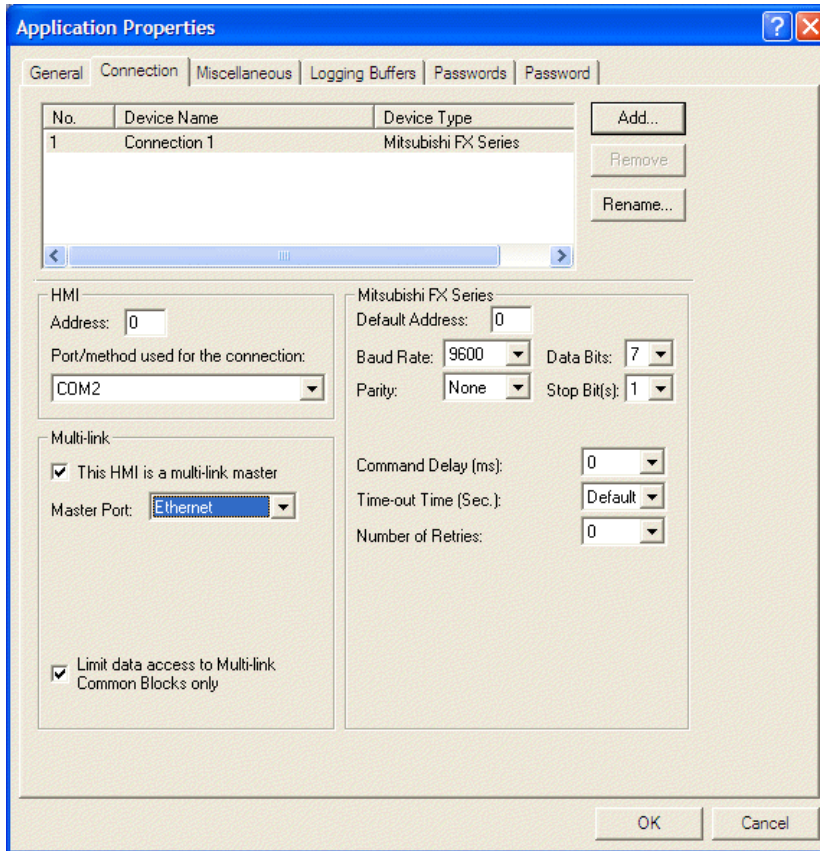 Application Properties
General Connection Miscellaneous Logging Buffers Passwords Password
No. Device Name Device Type
1 Connection 1 Mitsubishi FX Series
Add...
Remove
Rename...
HMI
Address: 0
Port/method used for the connection:
COM2
Multi-link
This HMI is a multi-link master
Master Port: Ethernet
Limit data access to Multi-link
Common Blocks only
Mitsubishi FX Series
Default Address: 0
Baud Rate: 9600 Data Bits: 7
Parity: None Stop Bit(s): 1
Command Delay (ms): 0
Time-out Time (Sec.): Default
Number of Retries: 0
OK Cancel